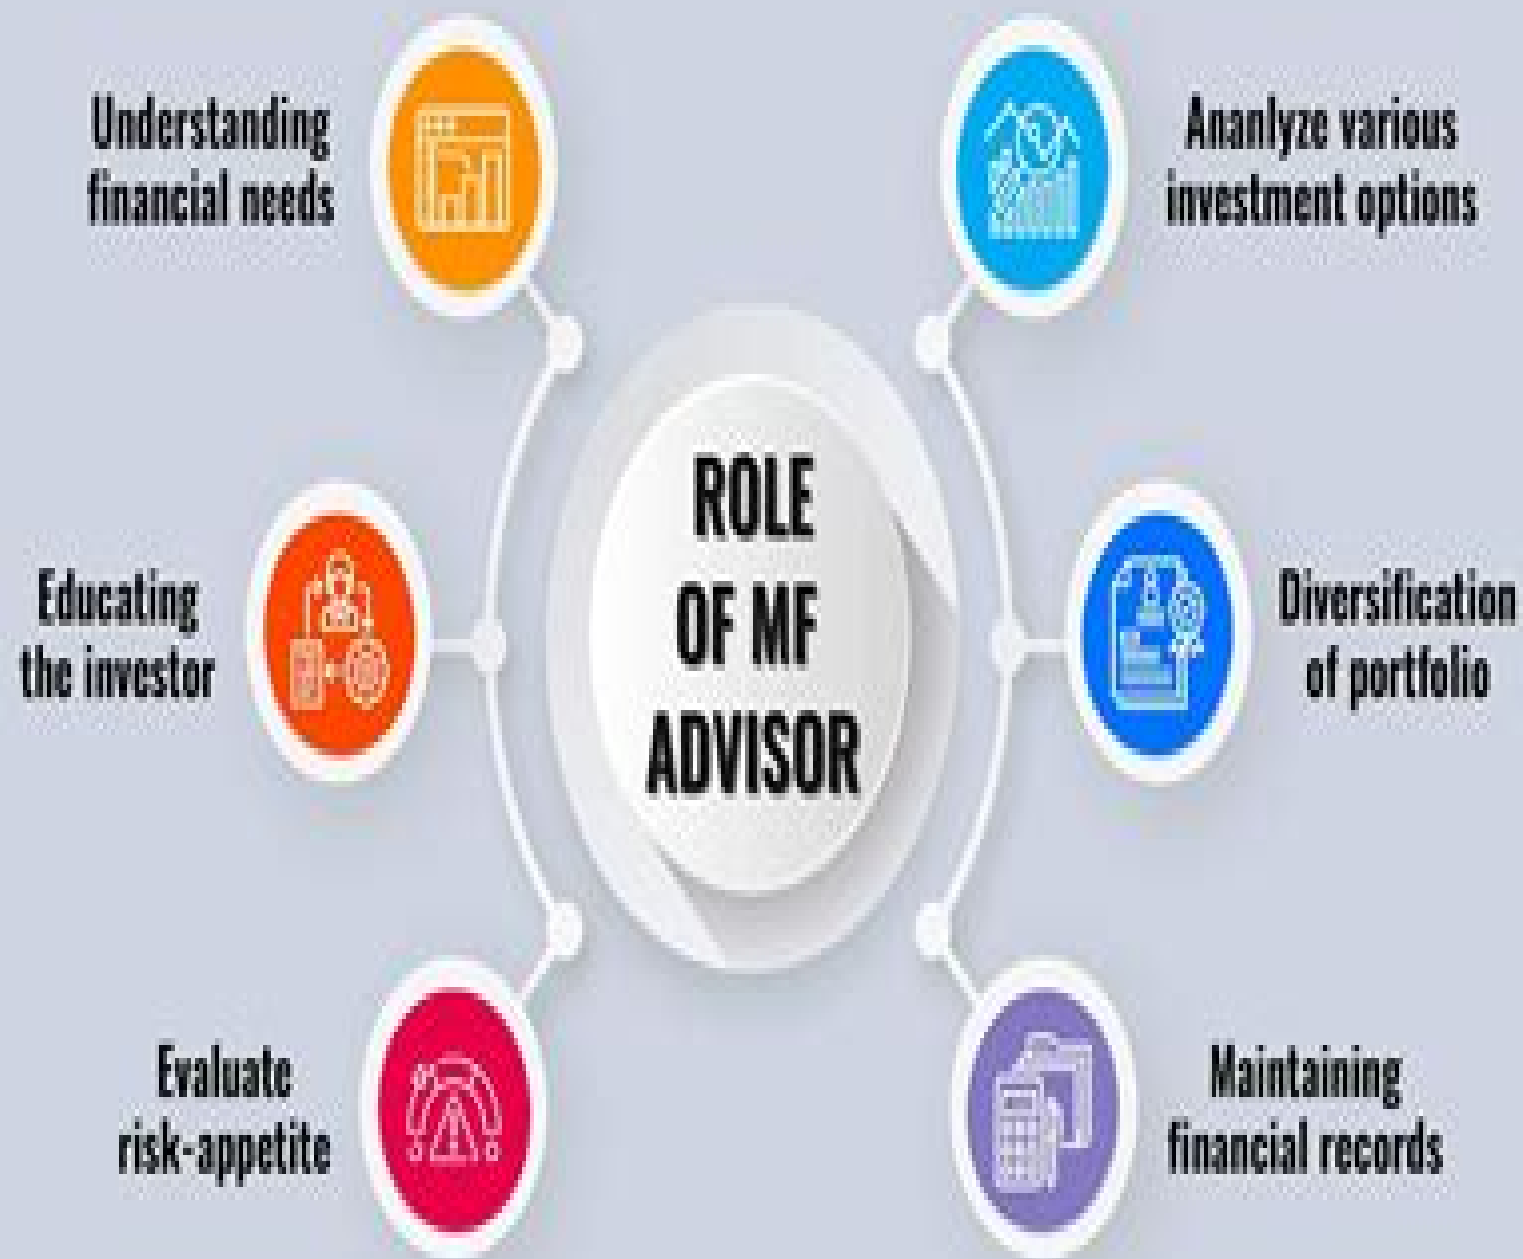 Understanding
financial needs
Educating
the investor
Evaluate
risk-appetite
ROLE
OF MF
ADVISOR
Ananlyze various
investment options
Diversification
of portfolio
Maintaining
financial records